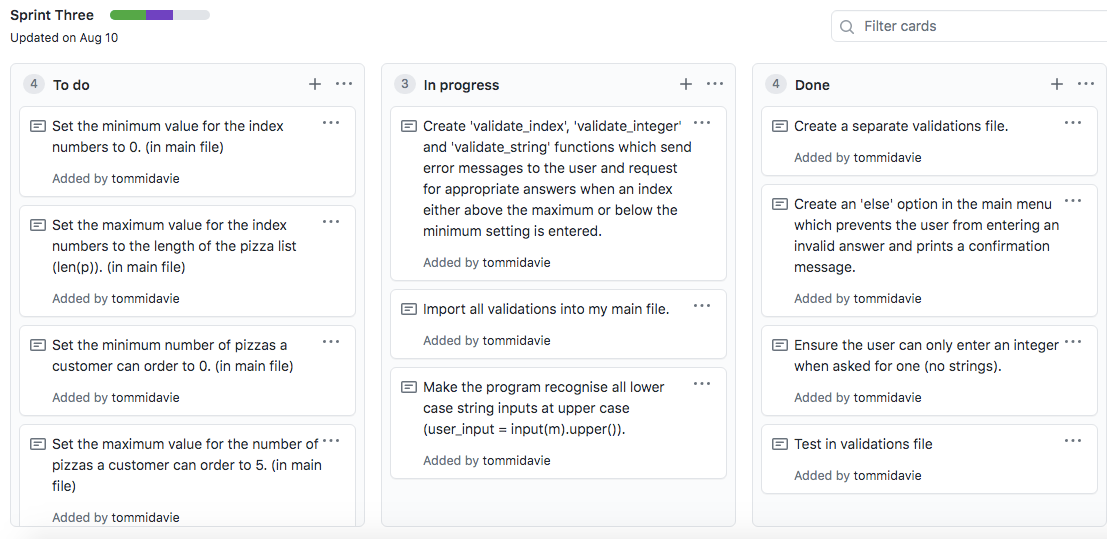 Sprint Three
Updated on Aug 10
Filter cards
4 To do
Set the minimum value for the index
numbers to 0. (in main file)
Added by tommidavie
Set the maximum value for the index
numbers to the length of the pizza list
(len(p)). (in main file)
Added by tommidavie
Set the minimum number of pizzas a
customer can order to 0. (in main file)
Added by tommidavie
Set the maximum value for the number of
pizzas a customer can order to 5. (in main
file)
Added by tommidavie
3 In progress
Create 'validate_index', 'validate_integer'
and 'validate_string' functions which send
error messages to the user and request
for appropriate answers when an index
either above the maximum or below the
minimum setting is entered.
Added by tommidavie
Import all validations into my main file.
Added by tommidavie
Make the program recognise all lower
case string inputs at upper case
(user_input = input(m).upper()).
Added by tommidavie
4 Done
Create a separate validations file.
Added by tommidavie
Create an 'else' option in the main menu
which prevents the user from entering an
invalid answer and prints a confirmation
message.
Added by tommidavie
Ensure the user can only enter an integer
when asked for one (no strings).
Added by tommidavie
Test in validations file
Added by tommidavie